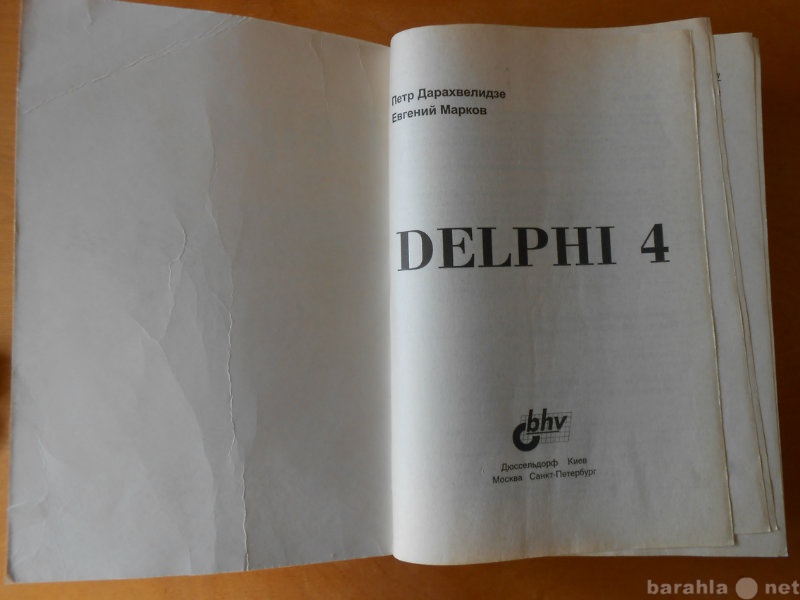 Петр Дарахвелидзе
Евгений Марков
DELPHI 4
bhv
Дюссельдорф Киев
Москва Санкт-Петербург
barahla net